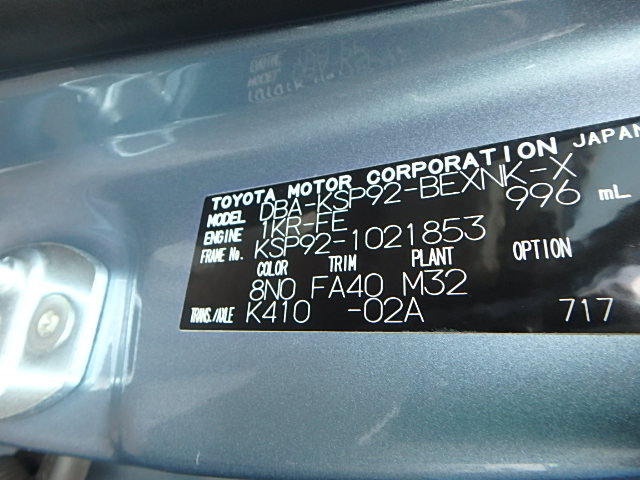 TOYOTA MOTOR CORPORATION JAPAN
MODEL DBA-KSP92-BEXNK-X
ENGINE 1KR-FE 996 mL
FRAME No. KSP92-1021853
COLOR TRIM PLANT OPTION
8N0 FA40 M32
TRANS./AXLE K410 -02A 717